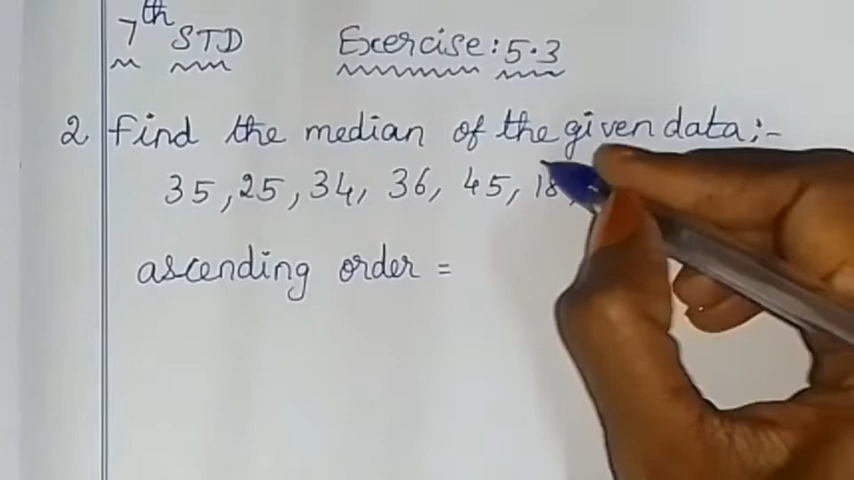 7th STD Exercise: 5.3
2 Find the median of the given data:-
35, 25, 34, 36, 45, 18,
ascending order =